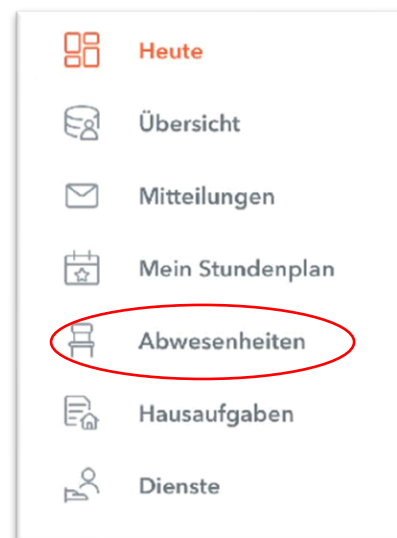 Heute
Übersicht
Mitteilungen
Mein Stundenplan
Abwesenheiten
Hausaufgaben
Dienste